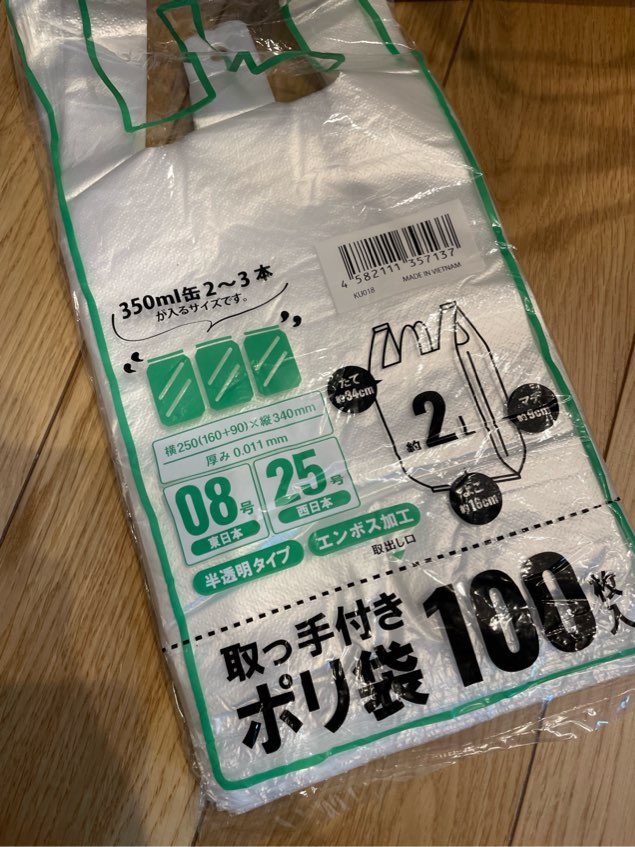 4 582111 357137
KU018 MADE IN VIETNAM
350ml缶2〜3本
が入るサイズです。
横250(160+90)×縦340mm
厚み0.011mm
08号
東日本
25号
西日本
半透明タイプ
エンボス加工
たて
約34cm
約2L
マチ
約9cm
よこ
約16cm
取出し口
取っ手付き
ポリ袋
100枚入